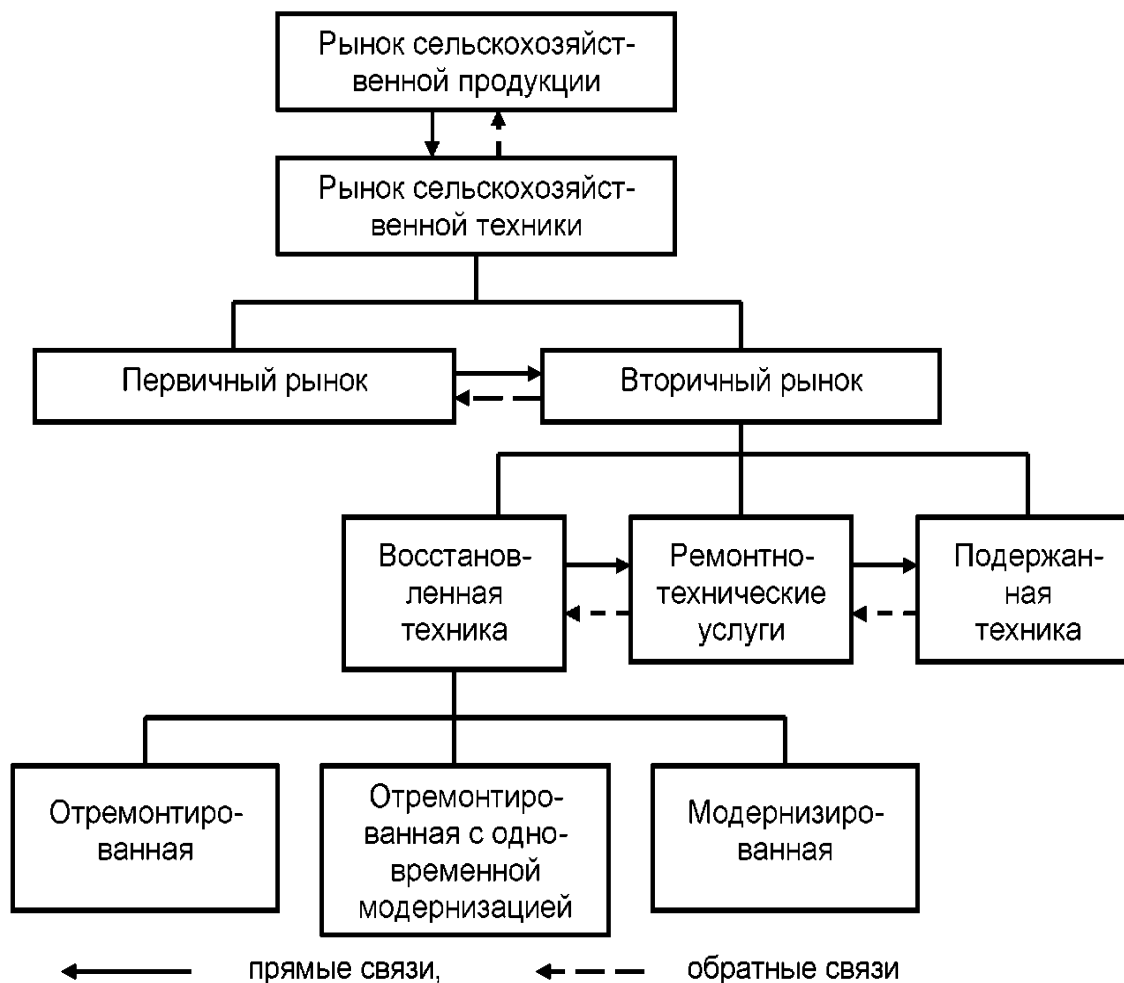 Рынок сельскохозяйст-
венной продукции
Рынок сельскохозяйст-
венной техники
Первичный рынок
Вторичный рынок
Восстанов-
ленная
техника
Ремонтно-
технические
услуги
Подержан-
ная
техника
Отремонтиро-
ванная
Отремонтиро-
ванная с одно-
временной
модернизацией
Модернизиро-
ванная
прямые связи,
обратные связи